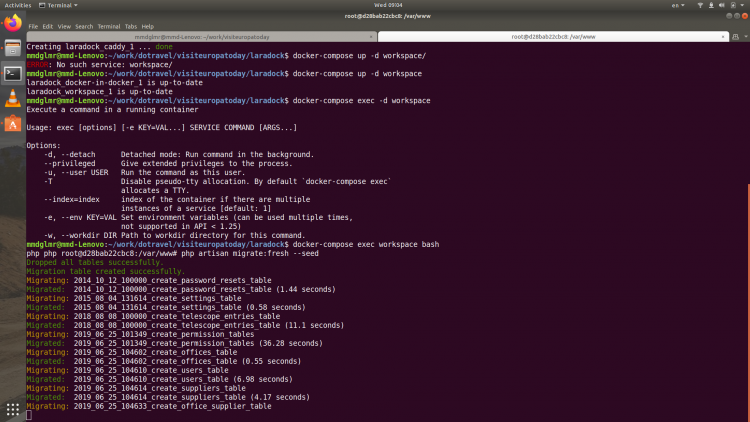 Activities
Terminal
Wed 09:04
en
root@d28bab22cbc8: /var/www
File Edit View Search Terminal Tabs Help
mmdglmr@mmd-Lenovo: ~/work/visiteuropatoday
root@d28bab22cbc8: /var/www
Creating laradock_caddy_1 ... done
mmdglmr@mmd-Lenovo:~/work/dotravel/visiteuropatoday/laradock$ docker-compose up -d workspace/
ERROR: No such service: workspace/
mmdglmr@mmd-Lenovo:~/work/dotravel/visiteuropatoday/laradock$ docker-compose up -d workspace
laradock_docker-in-docker_1 is up-to-date
laradock_workspace_1 is up-to-date
mmdglmr@mmd-Lenovo:~/work/dotravel/visiteuropatoday/laradock$ docker-compose exec -d workspace
Execute a command in a running container
Usage: exec [options] [-e KEY=VAL...] SERVICE COMMAND [ARGS...]
Options:
-d, --detach Detached mode: Run command in the background.
--privileged Give extended privileges to the process.
-u, --user USER Run the command as this user.
-T Disable pseudo-tty allocation. By default `docker-compose exec`
allocates a TTY.
--index=index index of the container if there are multiple
instances of a service [default: 1]
-e, --env KEY=VAL Set environment variables (can be used multiple times,
not supported in API < 1.25)
-w, --workdir DIR Path to workdir directory for this command.
mmdglmr@mmd-Lenovo:~/work/dotravel/visiteuropatoday/laradock$ docker-compose exec workspace bash
php php root@d28bab22cbc8:/var/www# php artisan migrate:fresh --seed
Dropped all tables successfully.
Migration table created successfully.
Migrating: 2014_10_12_100000_create_password_resets_table
Migrated: 2014_10_12_100000_create_password_resets_table (1.44 seconds)
Migrating: 2015_08_04_131614_create_settings_table
Migrated: 2015_08_04_131614_create_settings_table (0.58 seconds)
Migrating: 2018_08_08_100000_create_telescope_entries_table
Migrated: 2018_08_08_100000_create_telescope_entries_table (11.1 seconds)
Migrating: 2019_06_25_101349_create_permission_tables
Migrated: 2019_06_25_101349_create_permission_tables (36.28 seconds)
Migrating: 2019_06_25_104602_create_offices_table
Migrated: 2019_06_25_104602_create_offices_table (0.55 seconds)
Migrating: 2019_06_25_104610_create_users_table
Migrated: 2019_06_25_104610_create_users_table (6.98 seconds)
Migrating: 2019_06_25_104614_create_suppliers_table
Migrated: 2019_06_25_104614_create_suppliers_table (4.17 seconds)
Migrating: 2019_06_25_104633_create_office_supplier_table